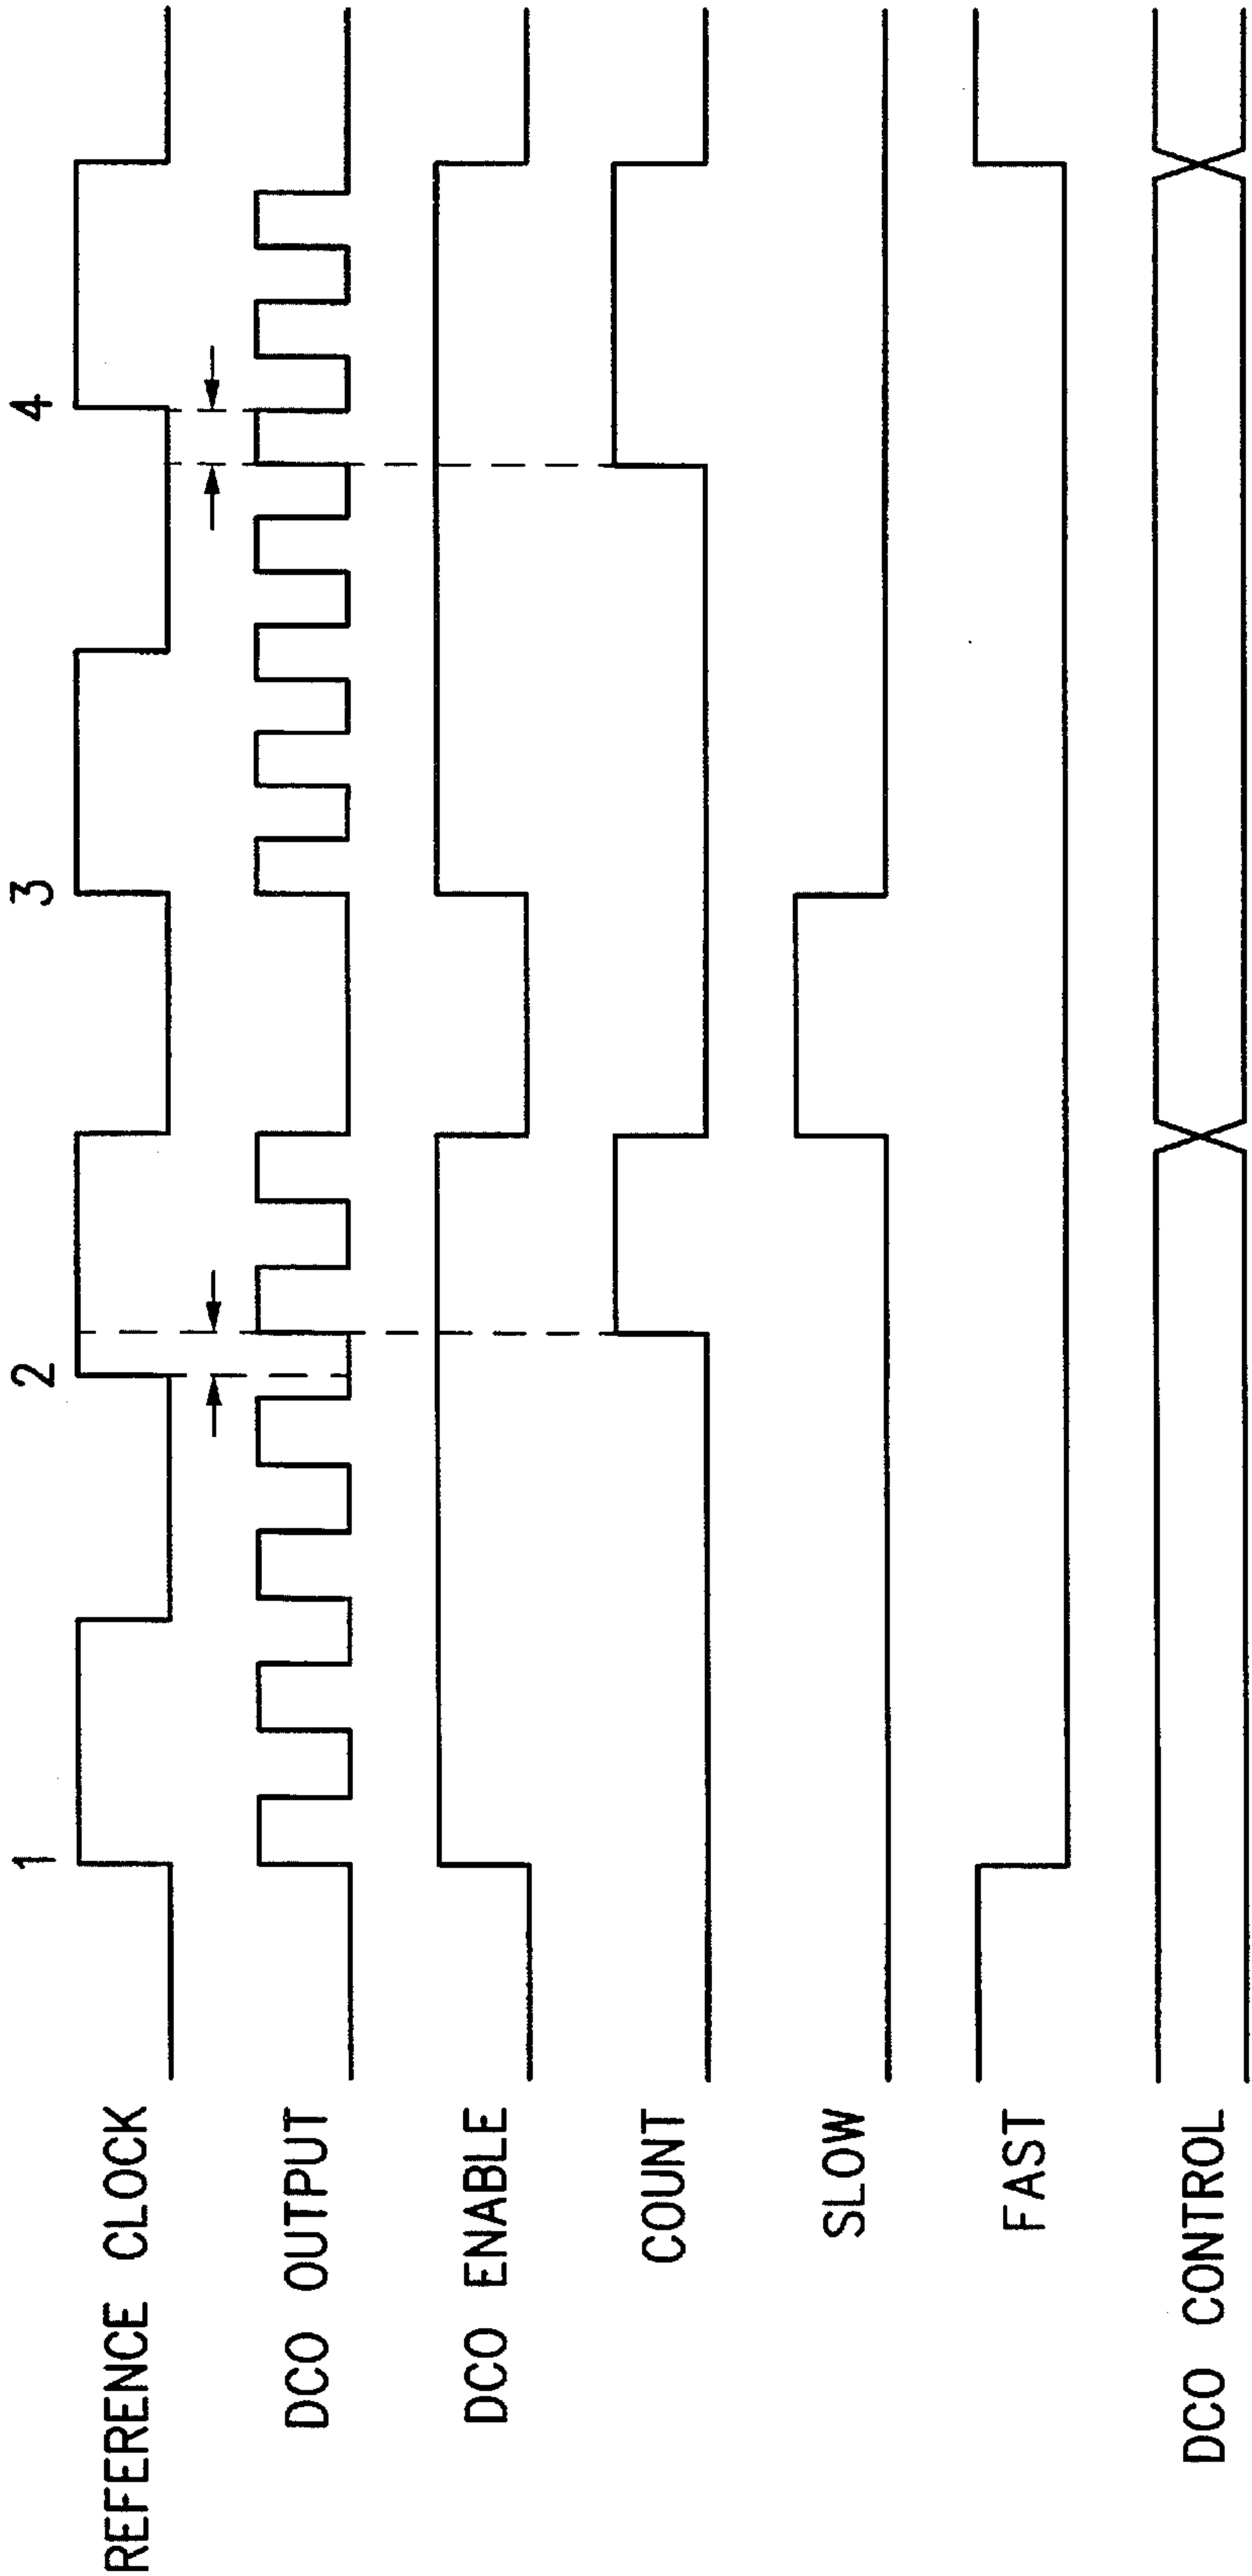 1 2 3 4
REFERENCE CLOCK
DCO OUTPUT
DCO ENABLE
COUNT
SLOW
FAST
DCO CONTROL